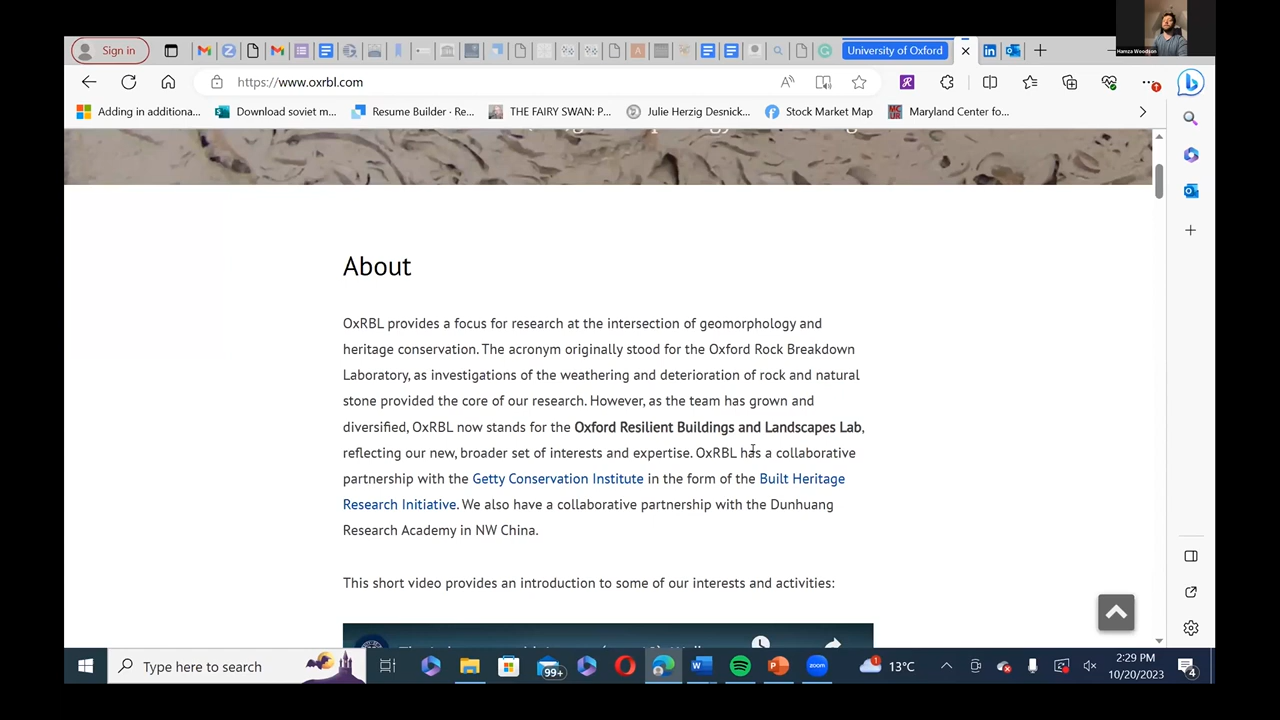 Hamza Woodson
Sign in
University of Oxford
https://www.oxrbl.com
Adding in additiona...
Download soviet m...
Resume Builder - Re...
THE FAIRY SWAN: P...
Julie Herzig Desnick...
Stock Market Map
Maryland Center fo...
About
OxRBL provides a focus for research at the intersection of geomorphology and
heritage conservation. The acronym originally stood for the Oxford Rock Breakdown
Laboratory, as investigations of the weathering and deterioration of rock and natural
stone provided the core of our research. However, as the team has grown and
diversified, OxRBL now stands for the Oxford Resilient Buildings and Landscapes Lab,
reflecting our new, broader set of interests and expertise. OxRBL has a collaborative
partnership with the Getty Conservation Institute in the form of the Built Heritage
Research Initiative. We also have a collaborative partnership with the Dunhuang
Research Academy in NW China.
This short video provides an introduction to some of our interests and activities:
Type here to search
99+
zoom
13°C
2:29 PM
10/20/2023
4